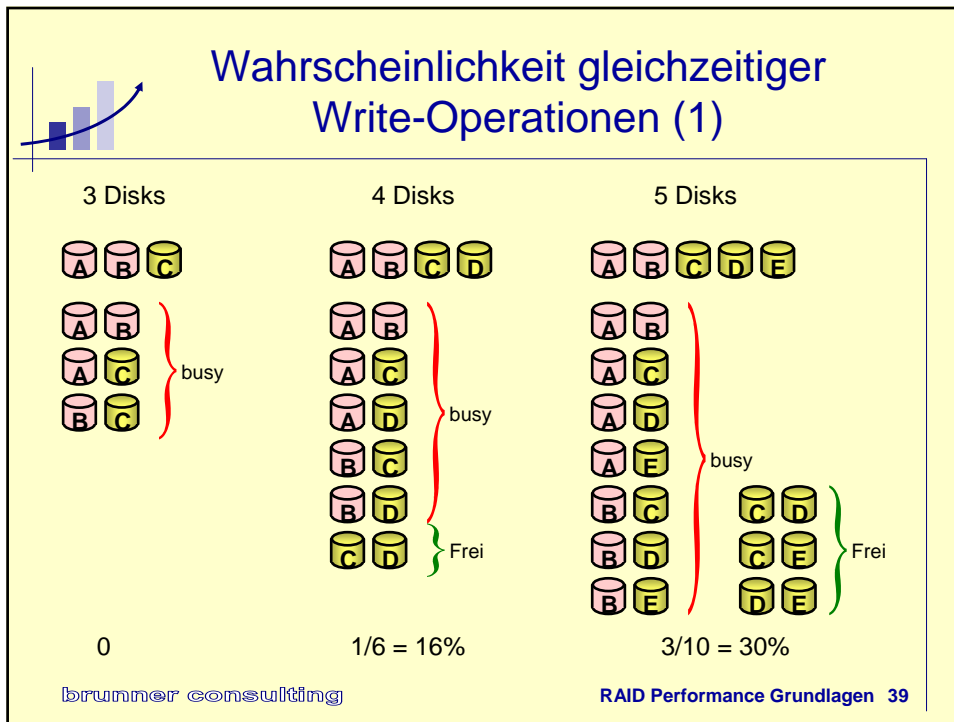 Wahrscheinlichkeit gleichzeitiger
Write-Operationen (1)
3 Disks
A B C
A B
A C
B C
busy
0
4 Disks
A B C D
A B
A C
A D
B C
B D
busy
C D
Frei
1/6 = 16%
5 Disks
A B C D E
A B
A C
A D
A E
B C
B D
B E
busy
C D
C E
D E
Frei
3/10 = 30%
brunner consulting
RAID Performance Grundlagen 39